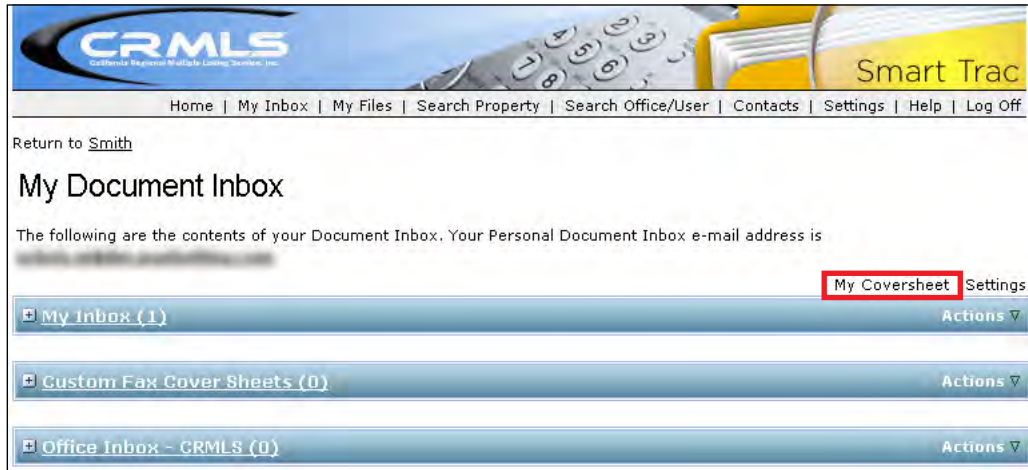 CRMLS
California Regional Multiple Listing Service, Inc.
Smart Trac
Home | My Inbox | My Files | Search Property | Search Office/User | Contacts | Settings | Help | Log Off
Return to Smith
My Document Inbox
The following are the contents of your Document Inbox. Your Personal Document Inbox e-mail address is
My Coversheet Settings
My Inbox (1) Actions
Custom Fax Cover Sheets (0) Actions
Office Inbox - CRMLS (0) Actions